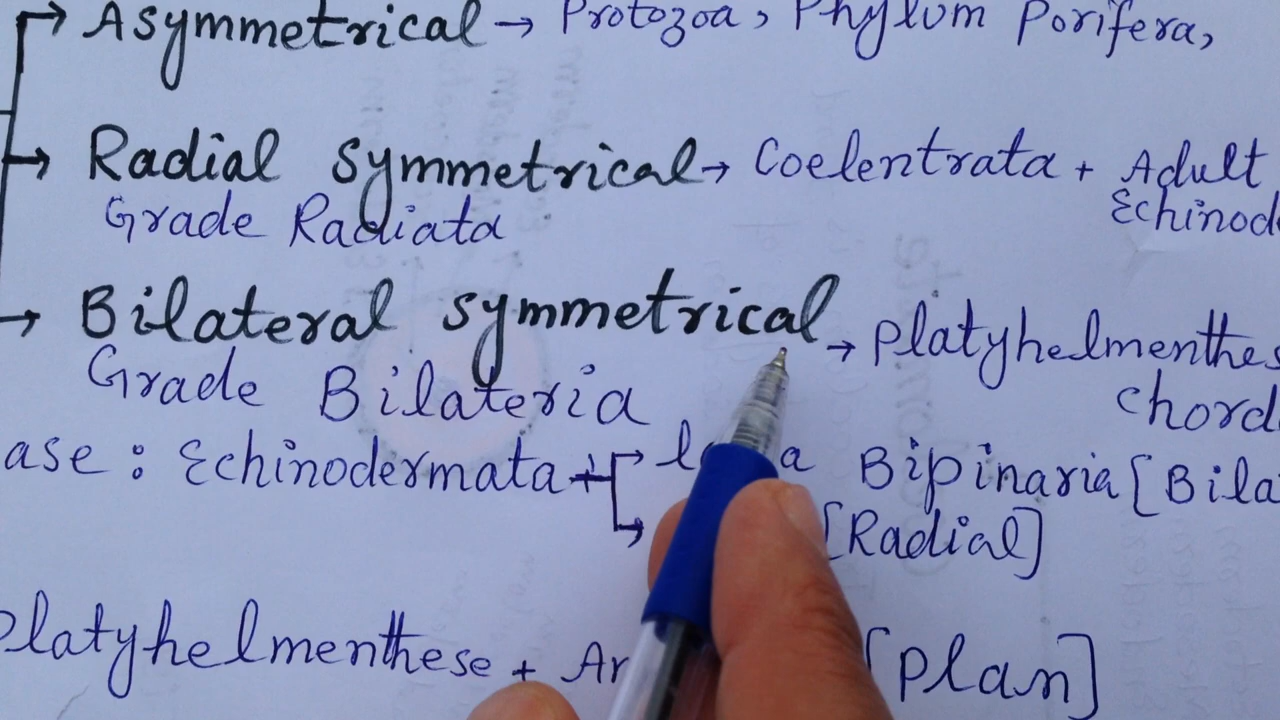 Asymmetrical → Protozoa, Phylum Porifera,
Radial symmetrical → Coelentrata + Adult
Echinod
Grade Radiata
Bilateral symmetrical → Platyhelmenthes
chord
Grade Bilateria
ase : Echinodermata
Bipinaria [Bila
[Radial]
Platyhelmenthese + Ar [Plan]